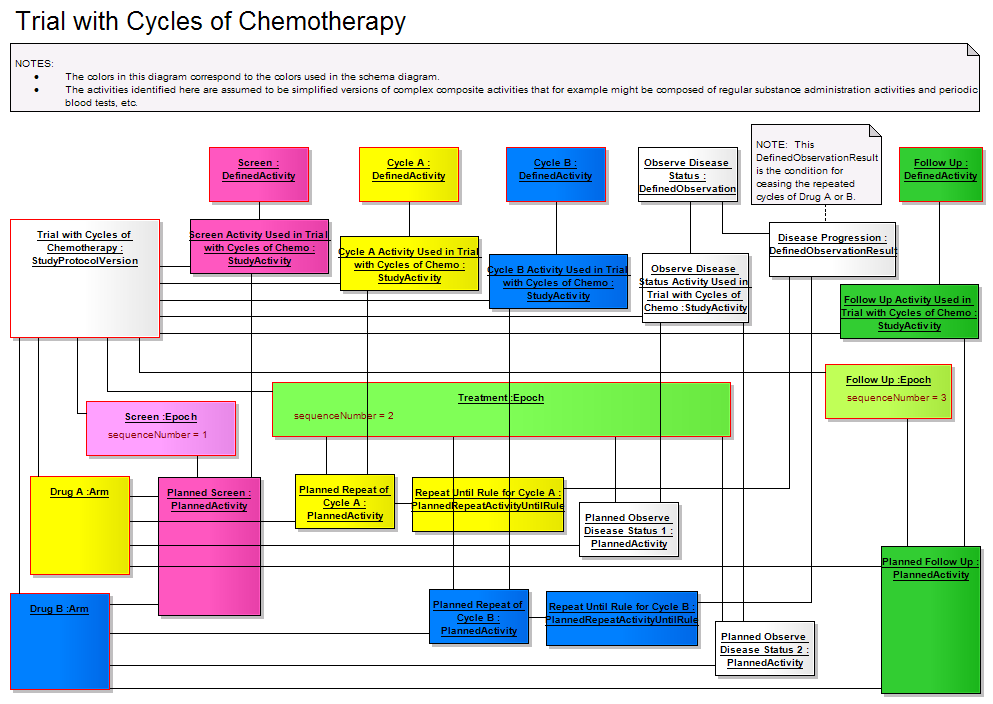 Trial with Cycles of Chemotherapy
NOTES:
• The colors in this diagram correspond to the colors used in the schema diagram.
• The activities identified here are assumed to be simplified versions of complex composite activities that for example might be composed of regular substance administration activities and periodic
blood tests, etc.
Screen :
DefinedActivity
Cycle A :
DefinedActivity
Cycle B :
DefinedActivity
Observe Disease
Status :
DefinedObservation
NOTE: This
DefinedObservationResult
is the condition for
ceasing the repeated
cycles of Drug A or B.
Follow Up :
DefinedActivity
Trial with Cycles of
Chemotherapy :
StudyProtocolVersion
Screen Activity Used in Trial
with Cycles of Chemo :
StudyActivity
Cycle A Activity Used in Trial
with Cycles of Chemo :
StudyActivity
Cycle B Activity Used in Trial
with Cycles of Chemo :
StudyActivity
Observe Disease
Status Activity Used in
Trial with Cycles of
Chemo :StudyActivity
Disease Progression :
DefinedObservationResult
Follow Up Activity Used in
Trial with Cycles of Chemo :
StudyActivity
Screen :Epoch
sequenceNumber = 1
Treatment :Epoch
sequenceNumber = 2
Follow Up :Epoch
sequenceNumber = 3
Drug A :Arm
Planned Screen :
PlannedActivity
Planned Repeat of
Cycle A :
PlannedActivity
Repeat Until Rule for Cycle A :
PlannedRepeatActivityUntilRule
Planned Observe
Disease Status 1 :
PlannedActivity
Planned Follow Up :
PlannedActivity
Drug B :Arm
Planned Repeat of
Cycle B :
PlannedActivity
Repeat Until Rule for Cycle B :
PlannedRepeatActivityUntilRule
Planned Observe
Disease Status 2 :
PlannedActivity